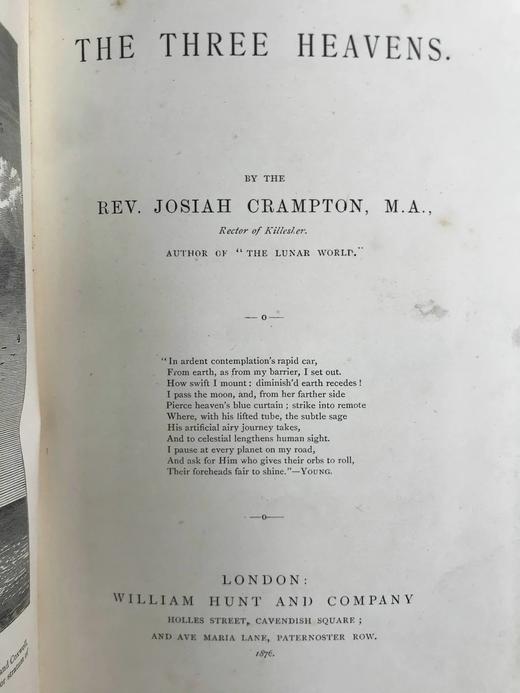 THE THREE HEAVENS.
BY THE
REV. JOSIAH CRAMPTON, M.A.,
Rector of Killesher.
AUTHOR OF "THE LUNAR WORLD."
—o—
"In ardent contemplation's rapid car,
From earth, as from my barrier, I set out.
How swift I mount: diminish'd earth recedes!
I pass the moon, and, from her farther side
Pierce heaven's blue curtain; strike into remote
Where, with his lifted tube, the subtle sage
His artificial airy journey takes,
And to celestial lengthens human sight.
I pause at every planet on my road,
And ask for Him who gives their orbs to roll,
Their foreheads fair to shine."—YOUNG.
—o—
LONDON:
WILLIAM HUNT AND COMPANY
HOLLES STREET, CAVENDISH SQUARE;
AND AVE MARIA LANE, PATERNOSTER ROW.
1876.
and Coxwell
stratum of